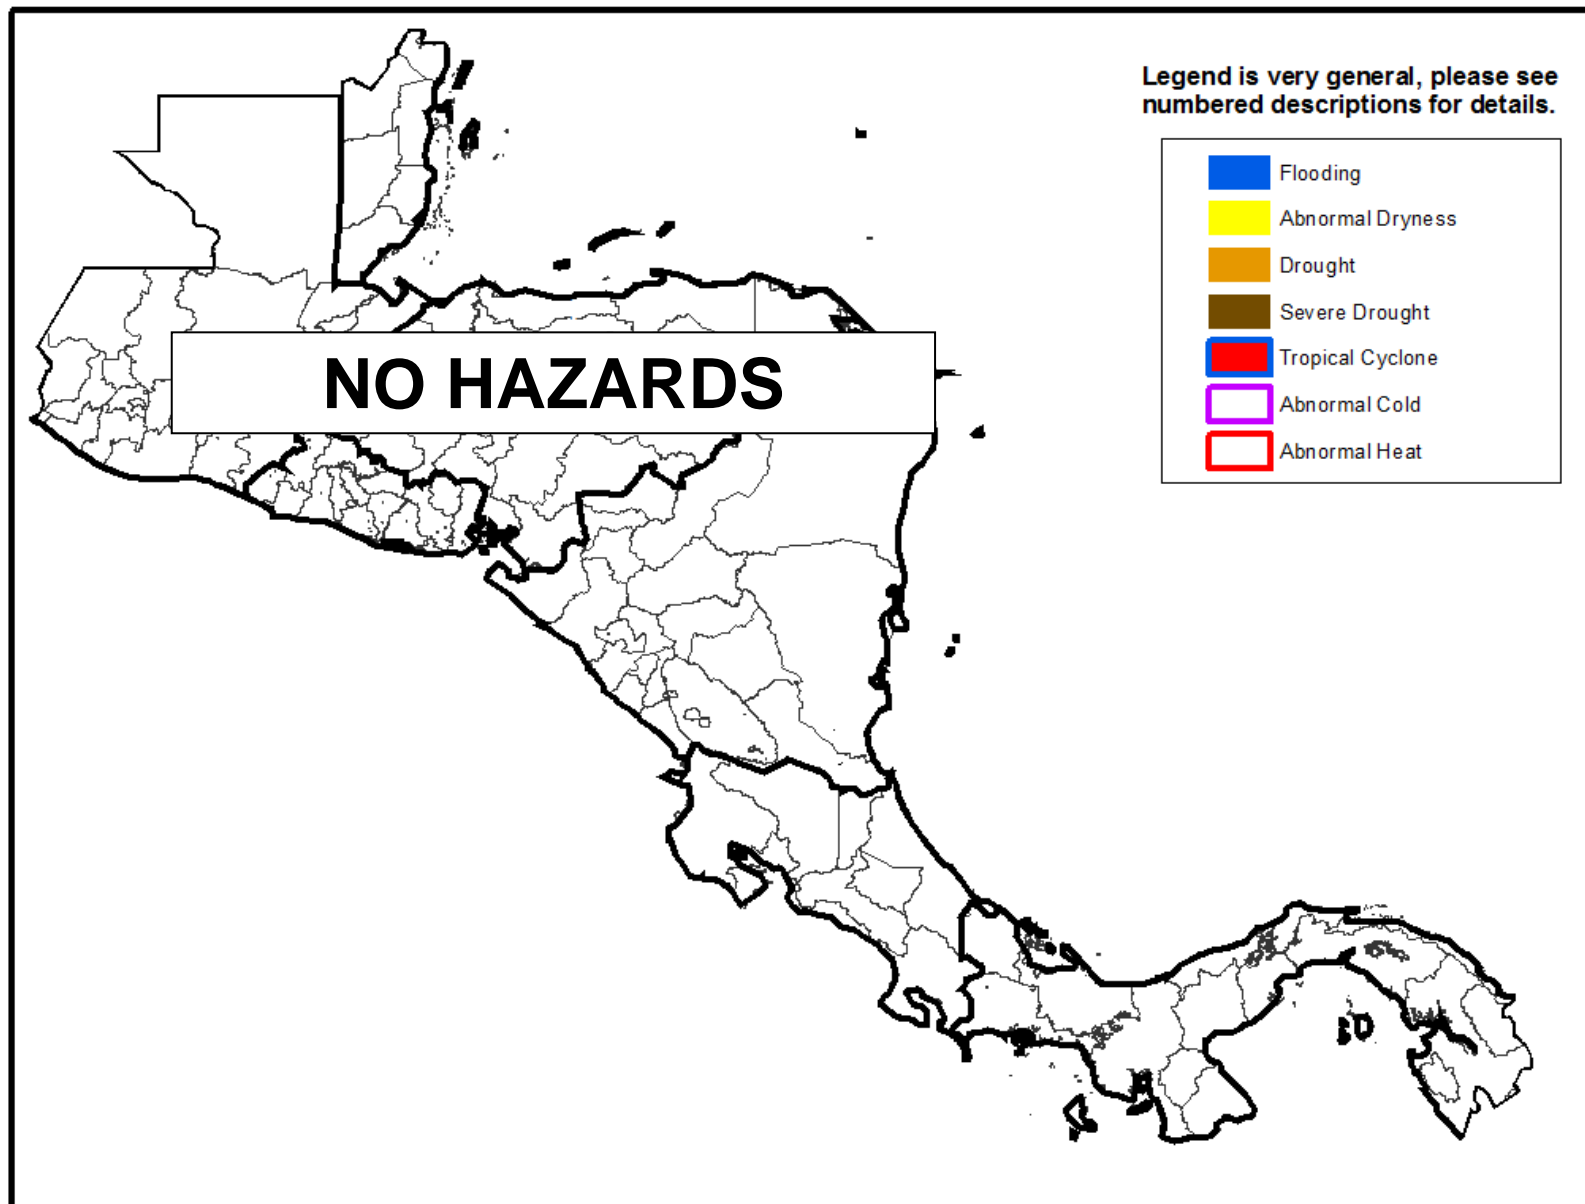 Legend is very general, please see
numbered descriptions for details.
Flooding
Abnormal Dryness
Drought
Severe Drought
Tropical Cyclone
Abnormal Cold
Abnormal Heat
NO HAZARDS